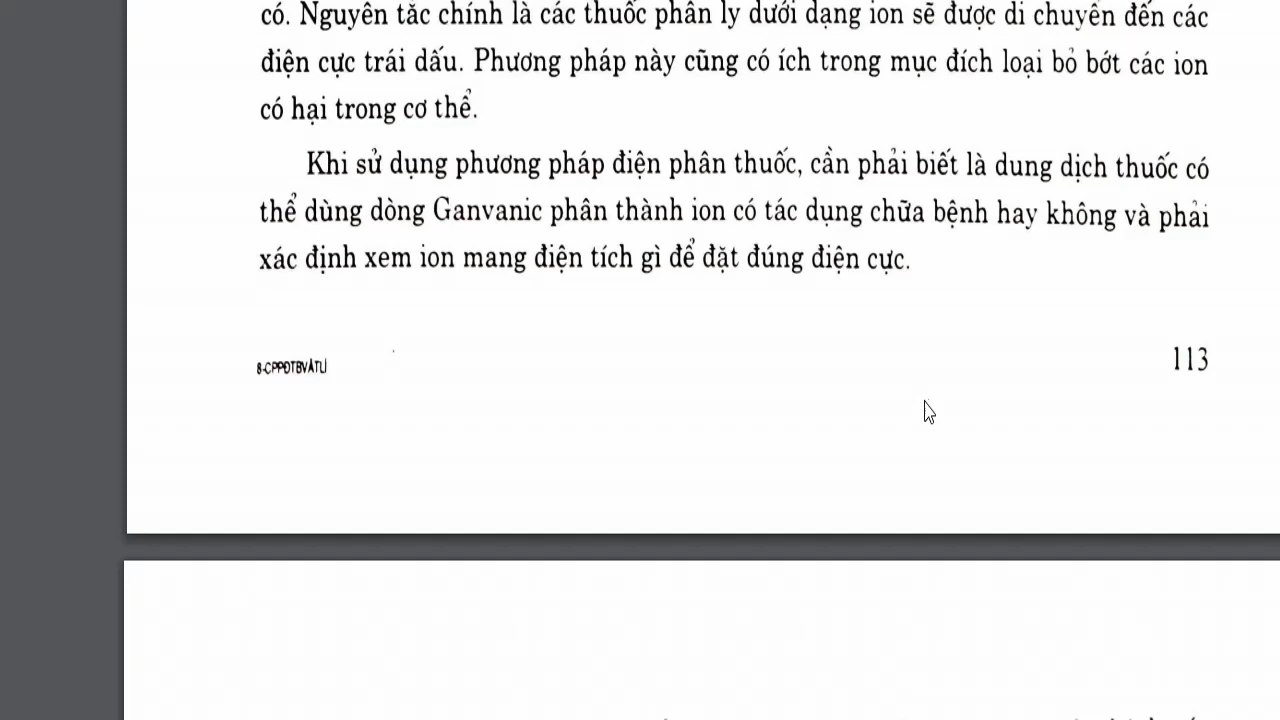 có. Nguyên tắc chính là các thuốc phân ly dưới dạng ion sẽ được di chuyển đến các
điện cực trái dấu. Phương pháp này cũng có ích trong mục đích loại bỏ bớt các ion
có hại trong cơ thể.
Khi sử dụng phương pháp điện phân thuốc, cần phải biết là dung dịch thuốc có
thể dùng dòng Ganvanic phân thành ion có tác dụng chữa bệnh hay không và phải
xác định xem ion mang điện tích gì để đặt đúng điện cực.
8-CPPĐTBVÀTLI
113